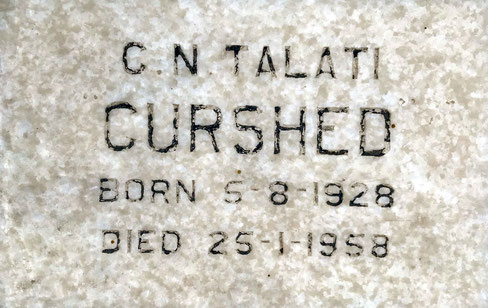 C. N. TALATI
CURSHED
BORN 5-8-1928
DIED 25-1-1958